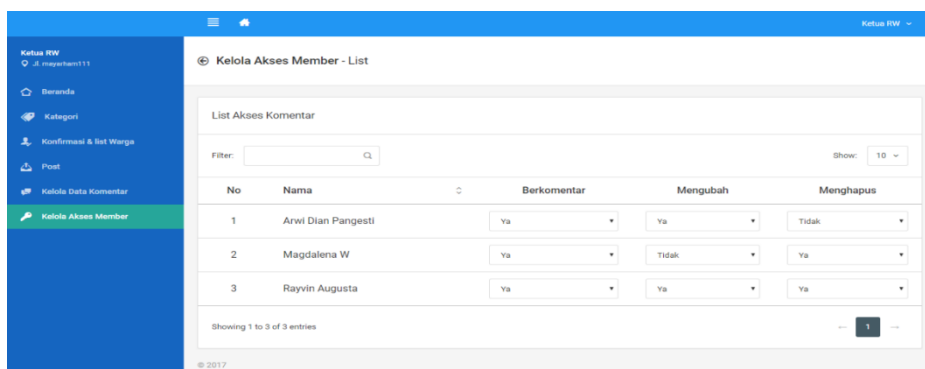 Ketua RW
Ketua RW
Jl. mayarham111
Kelola Akses Member - List
Beranda
Kategori
Konfirmasi & list Warga
Post
Kelola Data Komentar
Kelola Akses Member
List Akses Komentar
Filter: Show: 10
No Nama Berkomentar Mengubah Menghapus
1 Arwi Dian Pangesti Ya Ya Tidak
2 Magdalena W Ya Tidak Ya
3 Rayvin Augusta Ya Ya Ya
Showing 1 to 3 of 3 entries ← 1 →
© 2017